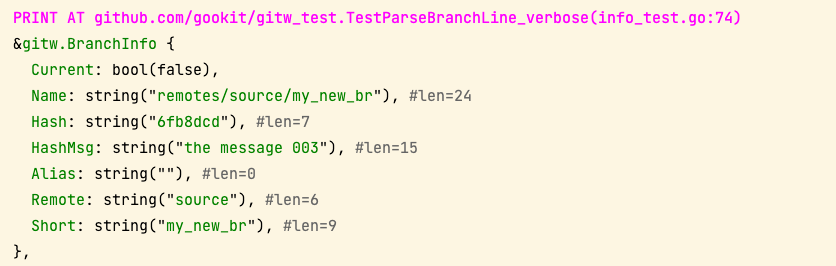 PRINT AT github.com/gookit/gitw_test.TestParseBranchLine_verbose(info_test.go:74)
&gitw.BranchInfo {
  Current: bool(false),
  Name: string("remotes/source/my_new_br"), #len=24
  Hash: string("6fb8dcd"), #len=7
  HashMsg: string("the message 003"), #len=15
  Alias: string(""), #len=0
  Remote: string("source"), #len=6
  Short: string("my_new_br"), #len=9
},